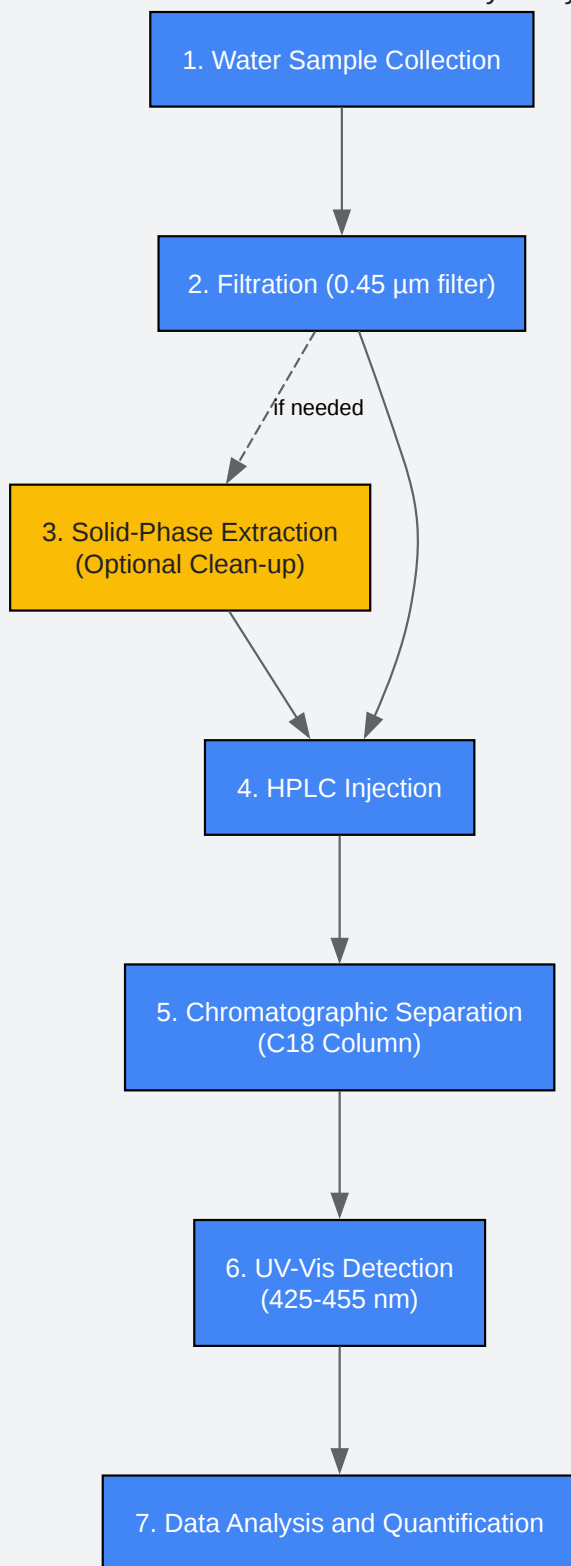 1. Water Sample Collection
2. Filtration (0.45 µm filter)
if needed
3. Solid-Phase Extraction
(Optional Clean-up)
4. HPLC Injection
5. Chromatographic Separation
(C18 Column)
6. UV-Vis Detection
(425-455 nm)
7. Data Analysis and Quantification